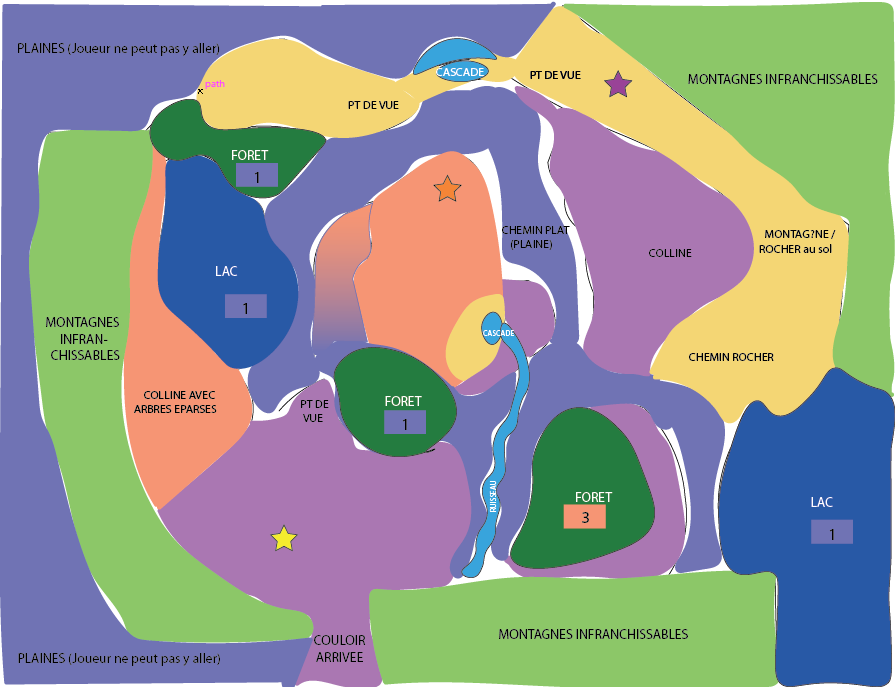 PLAINES (Joueur ne peut pas y aller)
path
CASCADE
PT DE VUE
PT DE VUE
MONTAGNES INFRANCHISSABLES
FORET
1
CHEMIN PLAT
(PLAINE)
COLLINE
MONTAG?NE /
ROCHER au sol
LAC
1
MONTAGNES
INFRAN-
CHISSABLES
CASCADE
CHEMIN ROCHER
COLLINE AVEC
ARBRES EPARSES
PT DE
VUE
FORET
1
RUISSEAU
FORET
3
LAC
1
COULOIR
ARRIVEE
MONTAGNES INFRANCHISSABLES
PLAINES (Joueur ne peut pas y aller)